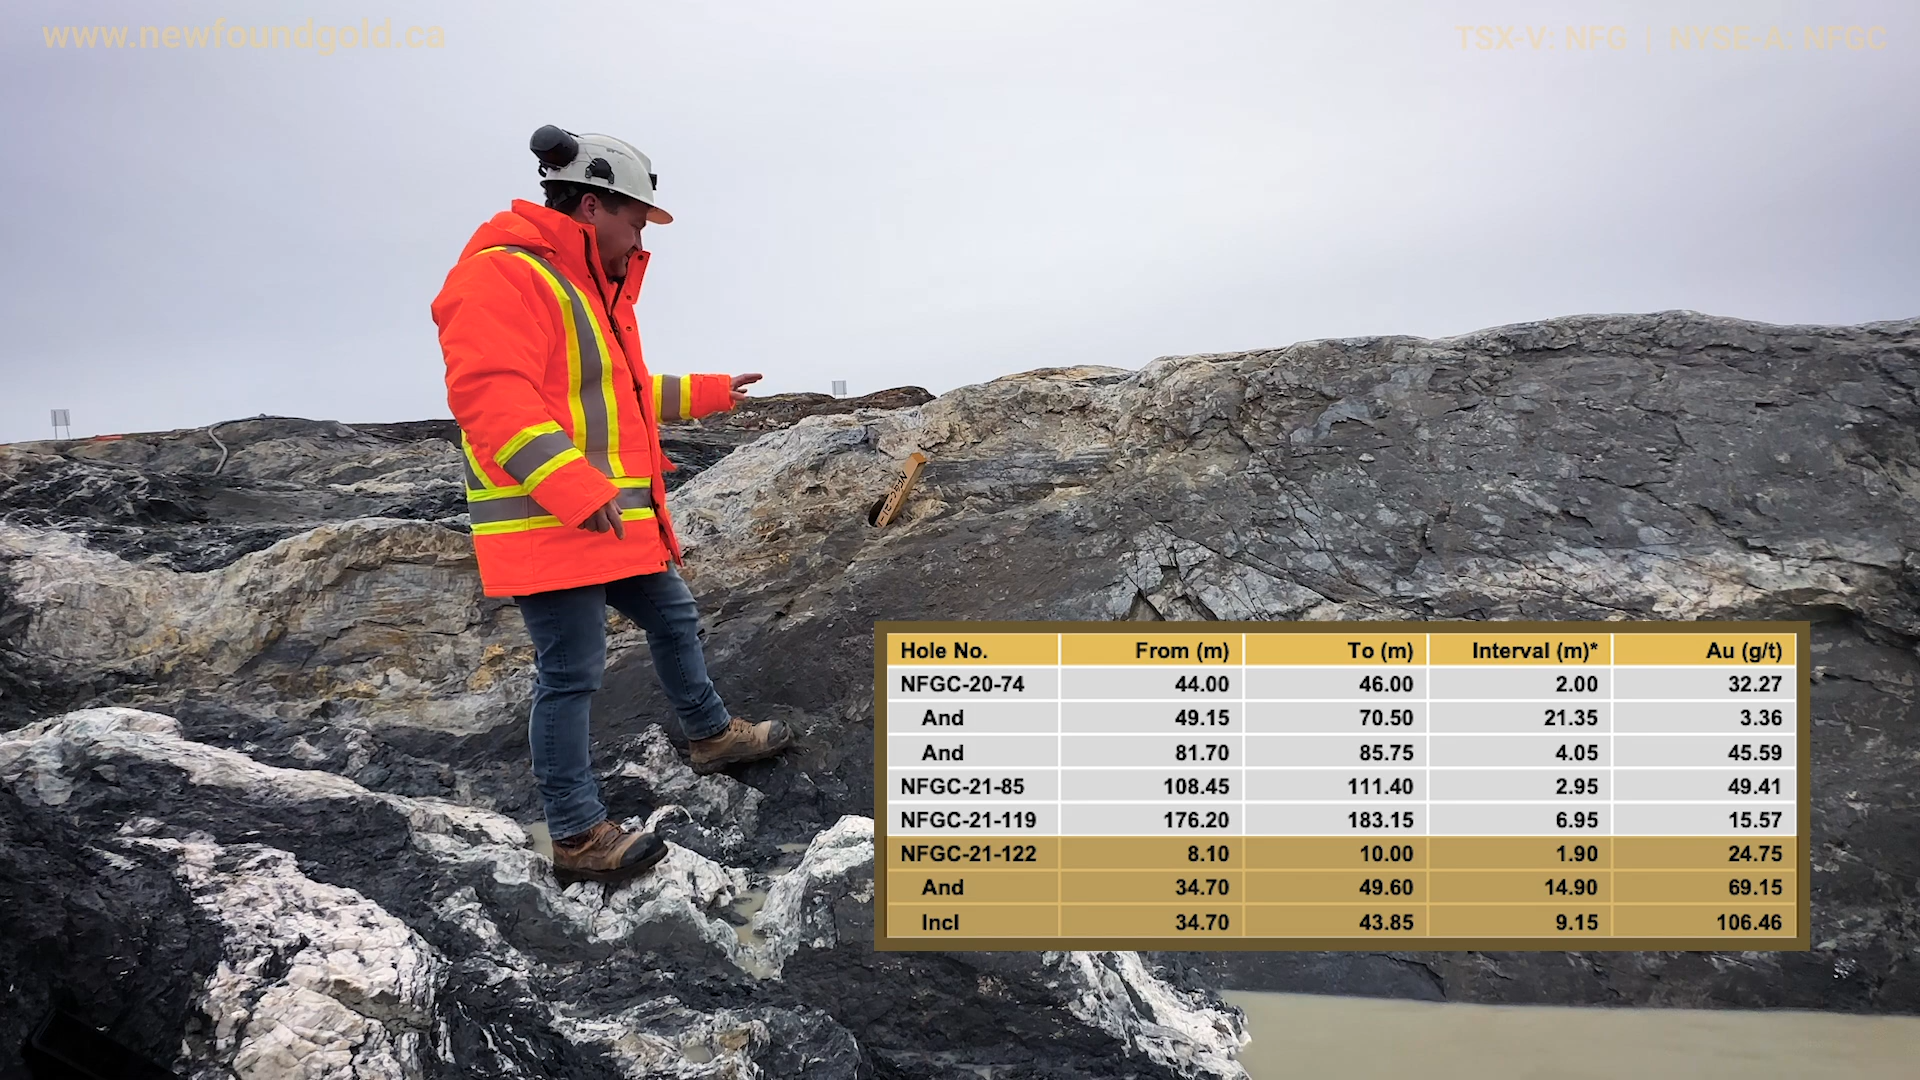 www.newfoundgold.ca
TSX-V: NFG | NYSE-A: NFGC
NFGC-21-
Hole No. From (m) To (m) Interval (m)* Au (g/t)
NFGC-20-74 44.00 46.00 2.00 32.27
And 49.15 70.50 21.35 3.36
And 81.70 85.75 4.05 45.59
NFGC-21-85 108.45 111.40 2.95 49.41
NFGC-21-119 176.20 183.15 6.95 15.57
NFGC-21-122 8.10 10.00 1.90 24.75
And 34.70 49.60 14.90 69.15
Incl 34.70 43.85 9.15 106.46